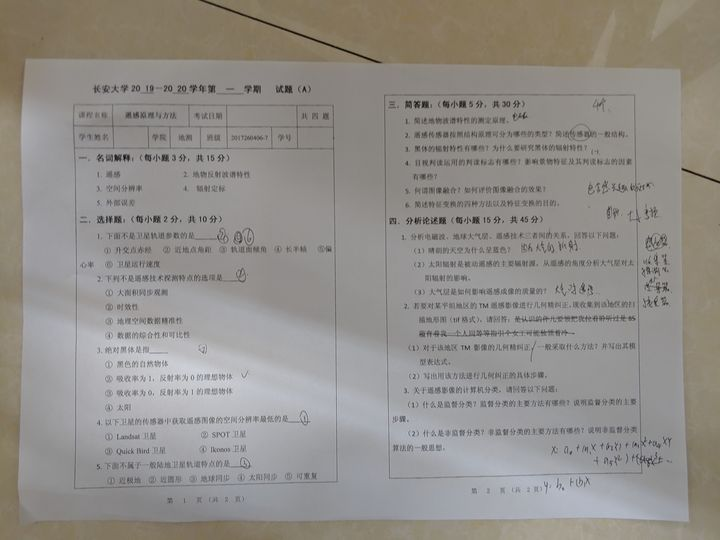 长安大学20 19—20 20学年第 一 学期 试题（A）
课程名称 遥感原理与方法 考试日期 共 四 题
学生姓名 学院 地测 班级 2017260406-7 学号
一、名词解释：（每小题 3 分，共 15 分）
1. 遥感 2. 地物反射波谱特性
3. 空间分辨率 4. 辐射定标
5. 外部误差
二、选择题：（每小题 2 分，共 10 分）
1. 下面不是卫星轨道参数的是
① 升交点赤经 ② 近地点角距 ③ 轨道面倾角 ④ 长半轴 ⑤偏
心率 ⑥ 卫星运行速度
2. 下列不是遥感技术探测特点的选项是
① 大面积同步观测
② 时效性
③ 地理空间数据精准性
④ 数据的综合性和可比性
3. 绝对黑体是指
① 黑色的自然物体
② 吸收率为 1，反射率为 0 的理想物体
③ 吸收率为 0，反射率为 1 的理想物体
④ 太阳
4. 以下卫星的传感器中获取遥感图像的空间分辨率最低的是 ①
① Landsat 卫星 ② SPOT 卫星
③ Quick Bird 卫星 ④ Ikonos 卫星
5. 下面不属于一般陆地卫星轨道特点的是
① 近极地 ② 近圆形 ③ 地球同步 ④ 太阳同步 ⑤ 可重复
第 1 页（共 2 页）
三、简答题：（每小题 5 分，共 30 分）
1. 简述地物波谱特性的测定原理。
2. 遥感传感器按照结构原理可分为哪些的类型？简述传感器的一般结构。
3. 黑体的辐射特性有哪些？为什么要研究黑体的辐射特性？
4. 目视判读运用的判读标志有哪些？影响景物特征及其判读标志的因素
有哪些？
5. 何谓图像融合？如何评价图像融合的效果？
6. 简述特征变换的四种方法以及特征变换的目的。
四、分析论述题（每小题 15 分，共 45 分）
1. 分析电磁波、地球大气层、遥感技术三者间的关系，回答以下问题：
（1）晴朗的天空为什么呈蓝色？
（2）太阳辐射是被动遥感的主要辐射源，从遥感的角度分析大气层对太
阳辐射的影响。
（3）大气层是如何影响遥感成像的质量的？
2. 若要对某平坦地区的 TM 遥感影像进行几何精纠正，现收集到该地区的扫
描地形图（tif 格式），请回答：
（1）对于该地区 TM 影像的几何精纠正，一般采取什么方法？并写出其模
型表达式。
（2）写出用该方法进行几何纠正的具体步骤。
3. 关于遥感影像的计算机分类，请回答以下问题：
（1）什么是监督分类？监督分类的主要方法有哪些？说明监督分类的主要
步骤。
（2）什么是非监督分类？非监督分类的主要方法有哪些？说明非监督分类
算法的一般思想。
第 2 页（共 2 页）